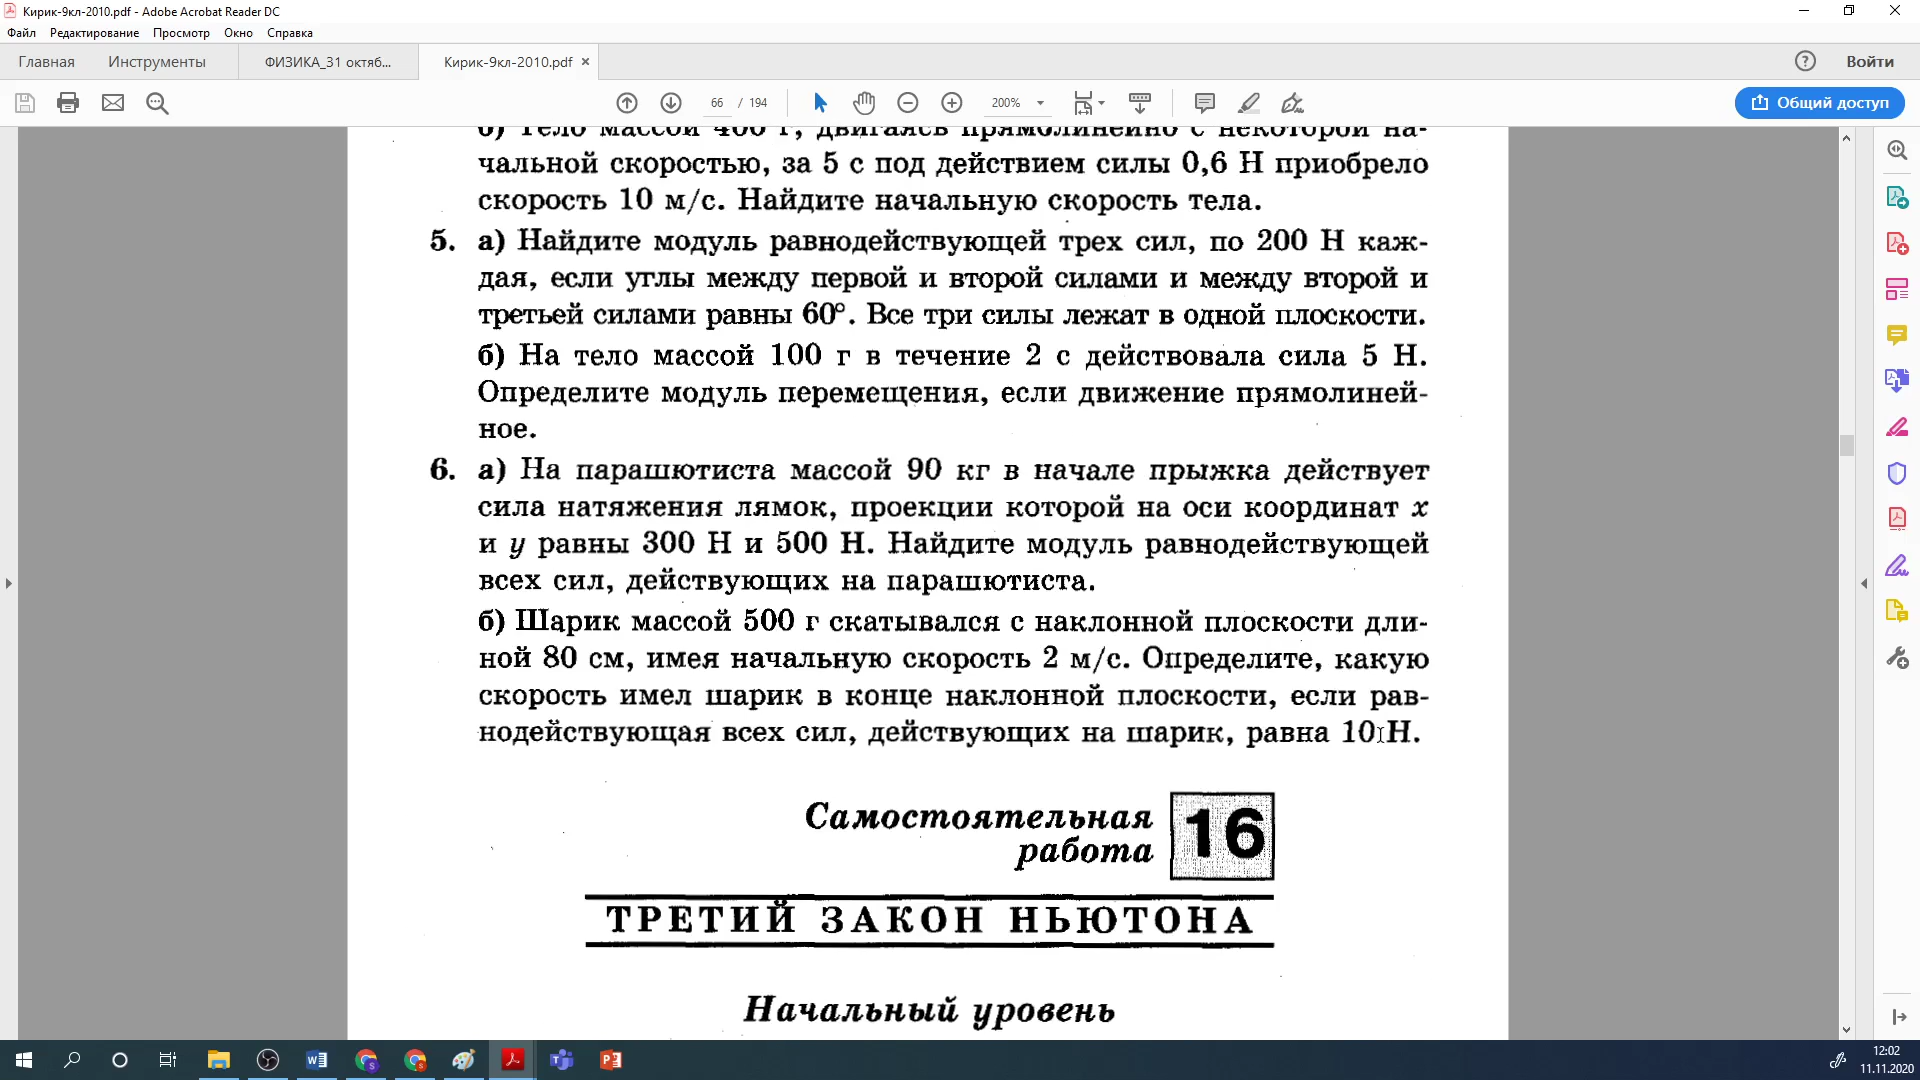 Кирик-9кл-2010.pdf - Adobe Acrobat Reader DC
Файл Редактирование Просмотр Окно Справка
Главная Инструменты ФИЗИКА_31 октяб... Кирик-9кл-2010.pdf × Войти
66 / 194 200% Общий доступ
б) Тело массой 400 г, двигаясь прямолинейно с некоторой на-
чальной скоростью, за 5 с под действием силы 0,6 Н приобрело
скорость 10 м/с. Найдите начальную скорость тела.
5. а) Найдите модуль равнодействующей трех сил, по 200 Н каж-
дая, если углы между первой и второй силами и между второй и
третьей силами равны 60°. Все три силы лежат в одной плоскости.
б) На тело массой 100 г в течение 2 с действовала сила 5 Н.
Определите модуль перемещения, если движение прямолиней-
ное.
6. а) На парашютиста массой 90 кг в начале прыжка действует
сила натяжения лямок, проекции которой на оси координат x
и y равны 300 Н и 500 Н. Найдите модуль равнодействующей
всех сил, действующих на парашютиста.
б) Шарик массой 500 г скатывался с наклонной плоскости дли-
ной 80 см, имея начальную скорость 2 м/с. Определите, какую
скорость имел шарик в конце наклонной плоскости, если рав-
нодействующая всех сил, действующих на шарик, равна 10 Н.
Самостоятельная
работа
16
ТРЕТИЙ ЗАКОН НЬЮТОНА
Начальный уровень
12:02
11.11.2020